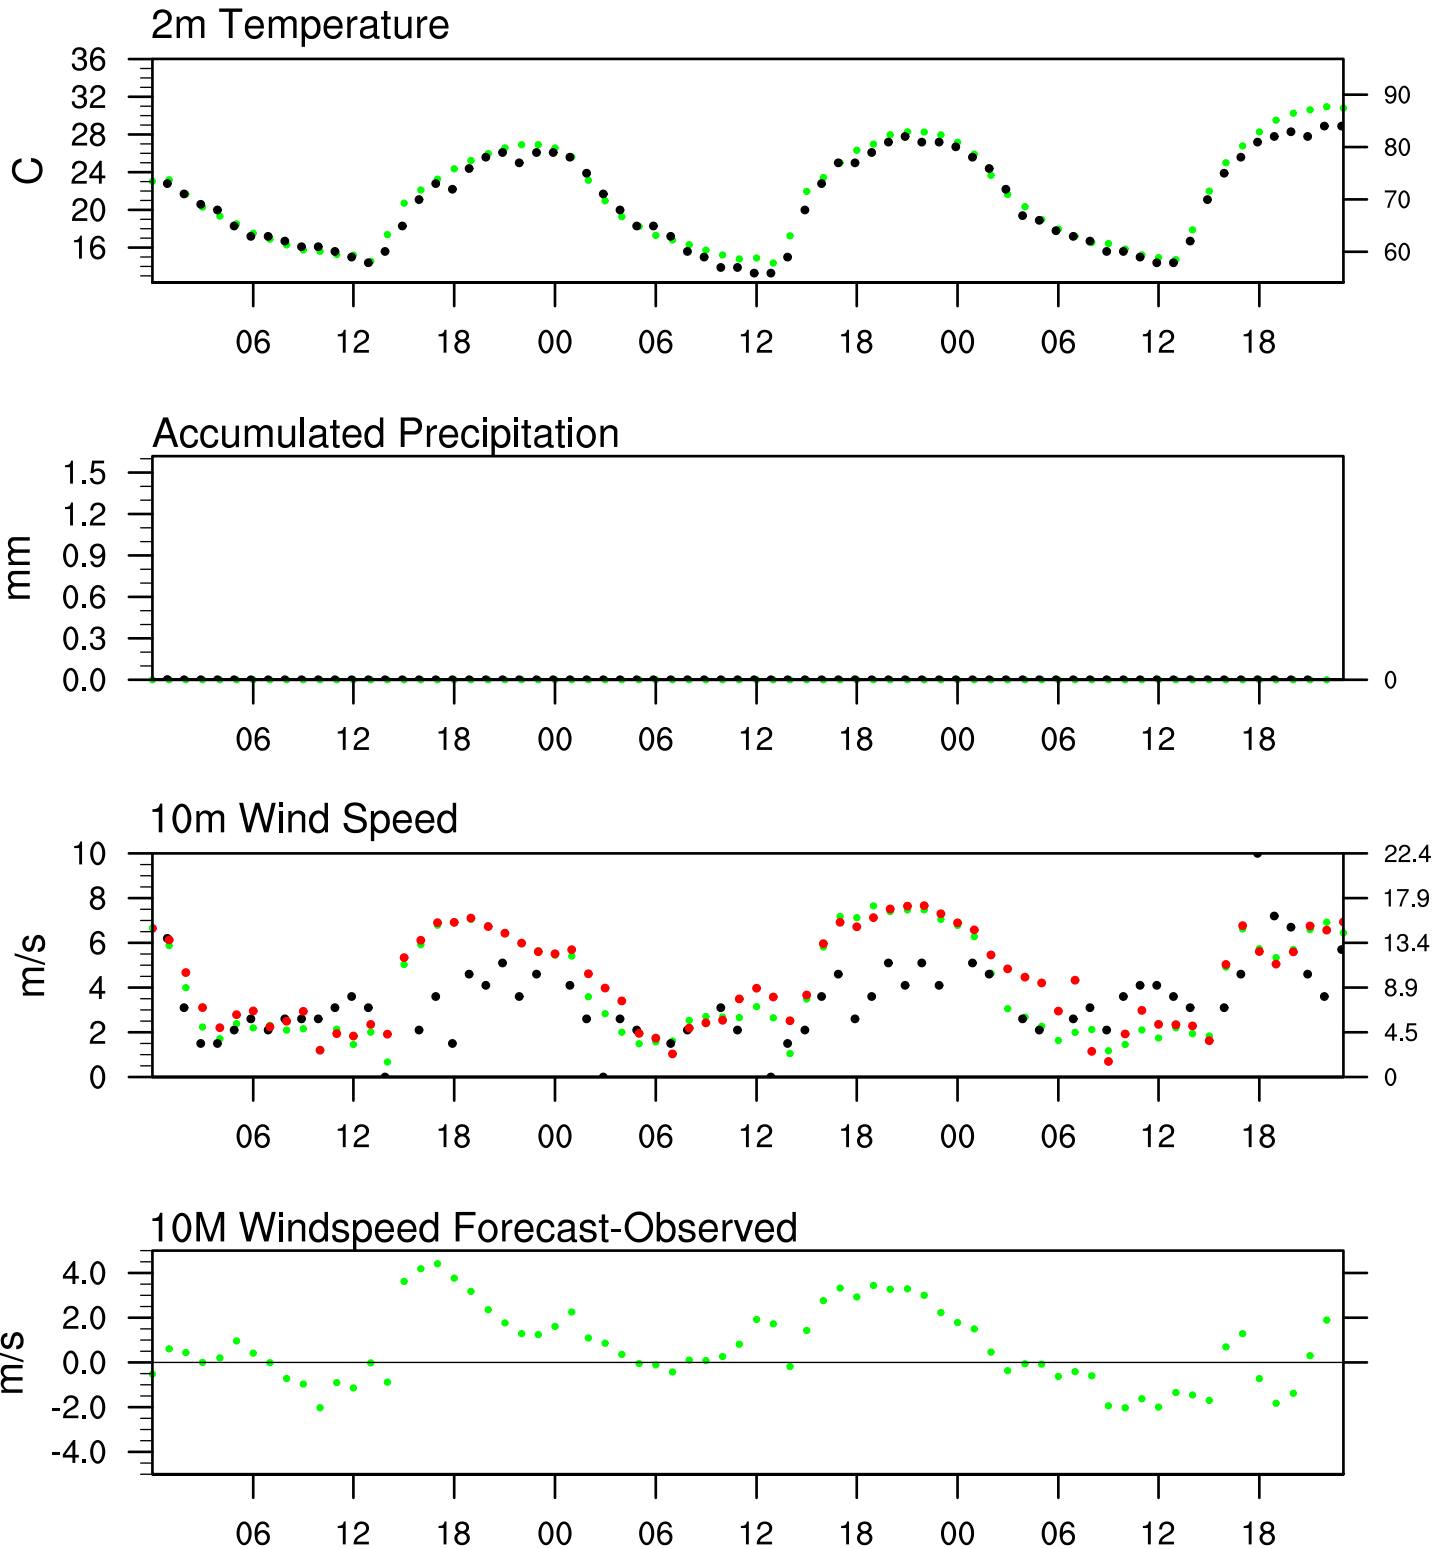 2m Temperature
36
32
28
24
20
16
C
90
80
70
60
06 12 18 00 06 12 18 00 06 12 18
Accumulated Precipitation
1.5
1.2
0.9
0.6
0.3
0.0
mm
0
06 12 18 00 06 12 18 00 06 12 18
10m Wind Speed
10
8
6
4
2
0
m/s
22.4
17.9
13.4
8.9
4.5
0
06 12 18 00 06 12 18 00 06 12 18
10M Windspeed Forecast-Observed
4.0
2.0
0.0
-2.0
-4.0
m/s
06 12 18 00 06 12 18 00 06 12 18